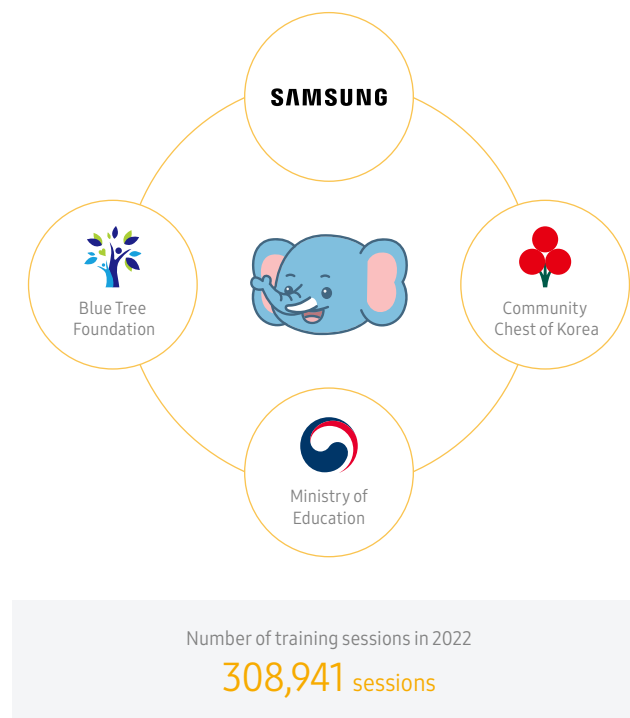 SAMSUNG
Blue Tree
Foundation
Community
Chest of Korea
Ministry of
Education
Number of training sessions in 2022
308,941 sessions